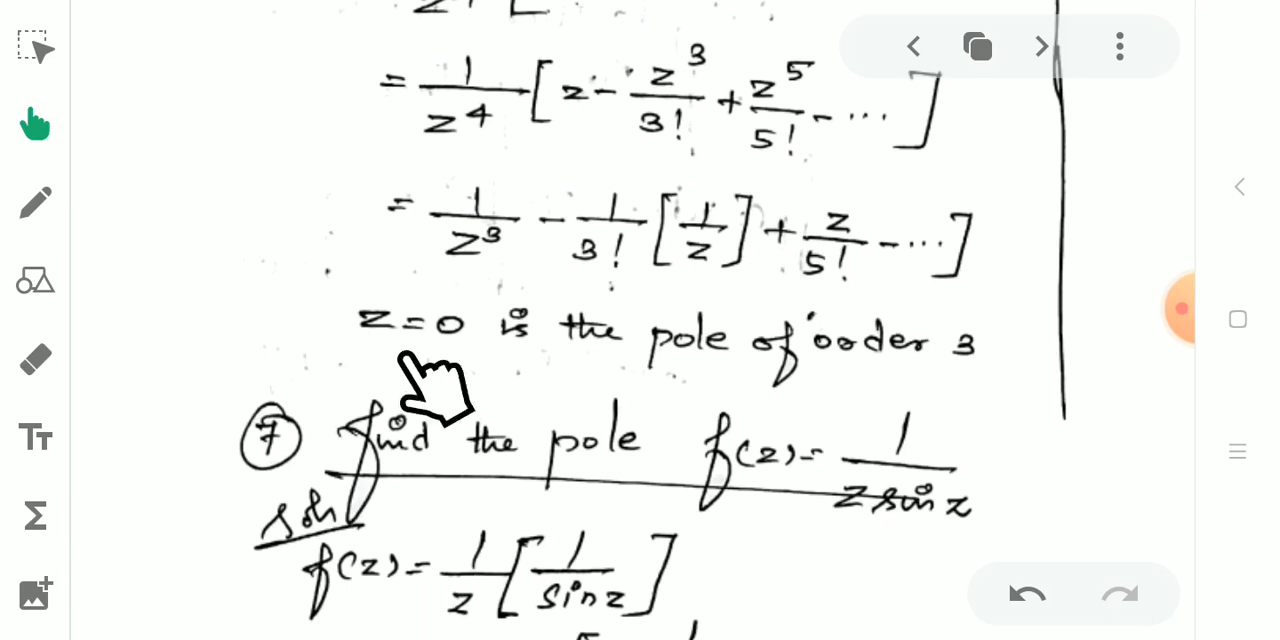 = 1/z⁴ [z - z³/3! + z⁵/5! - ....]
= 1/z³ - 1/3! [1/z] + z/5! - ....]
z = 0 is the pole of order 3
⑦ find the pole f(z) = 1/z sin z
soln
f(z) = 1/z [1/sin z]